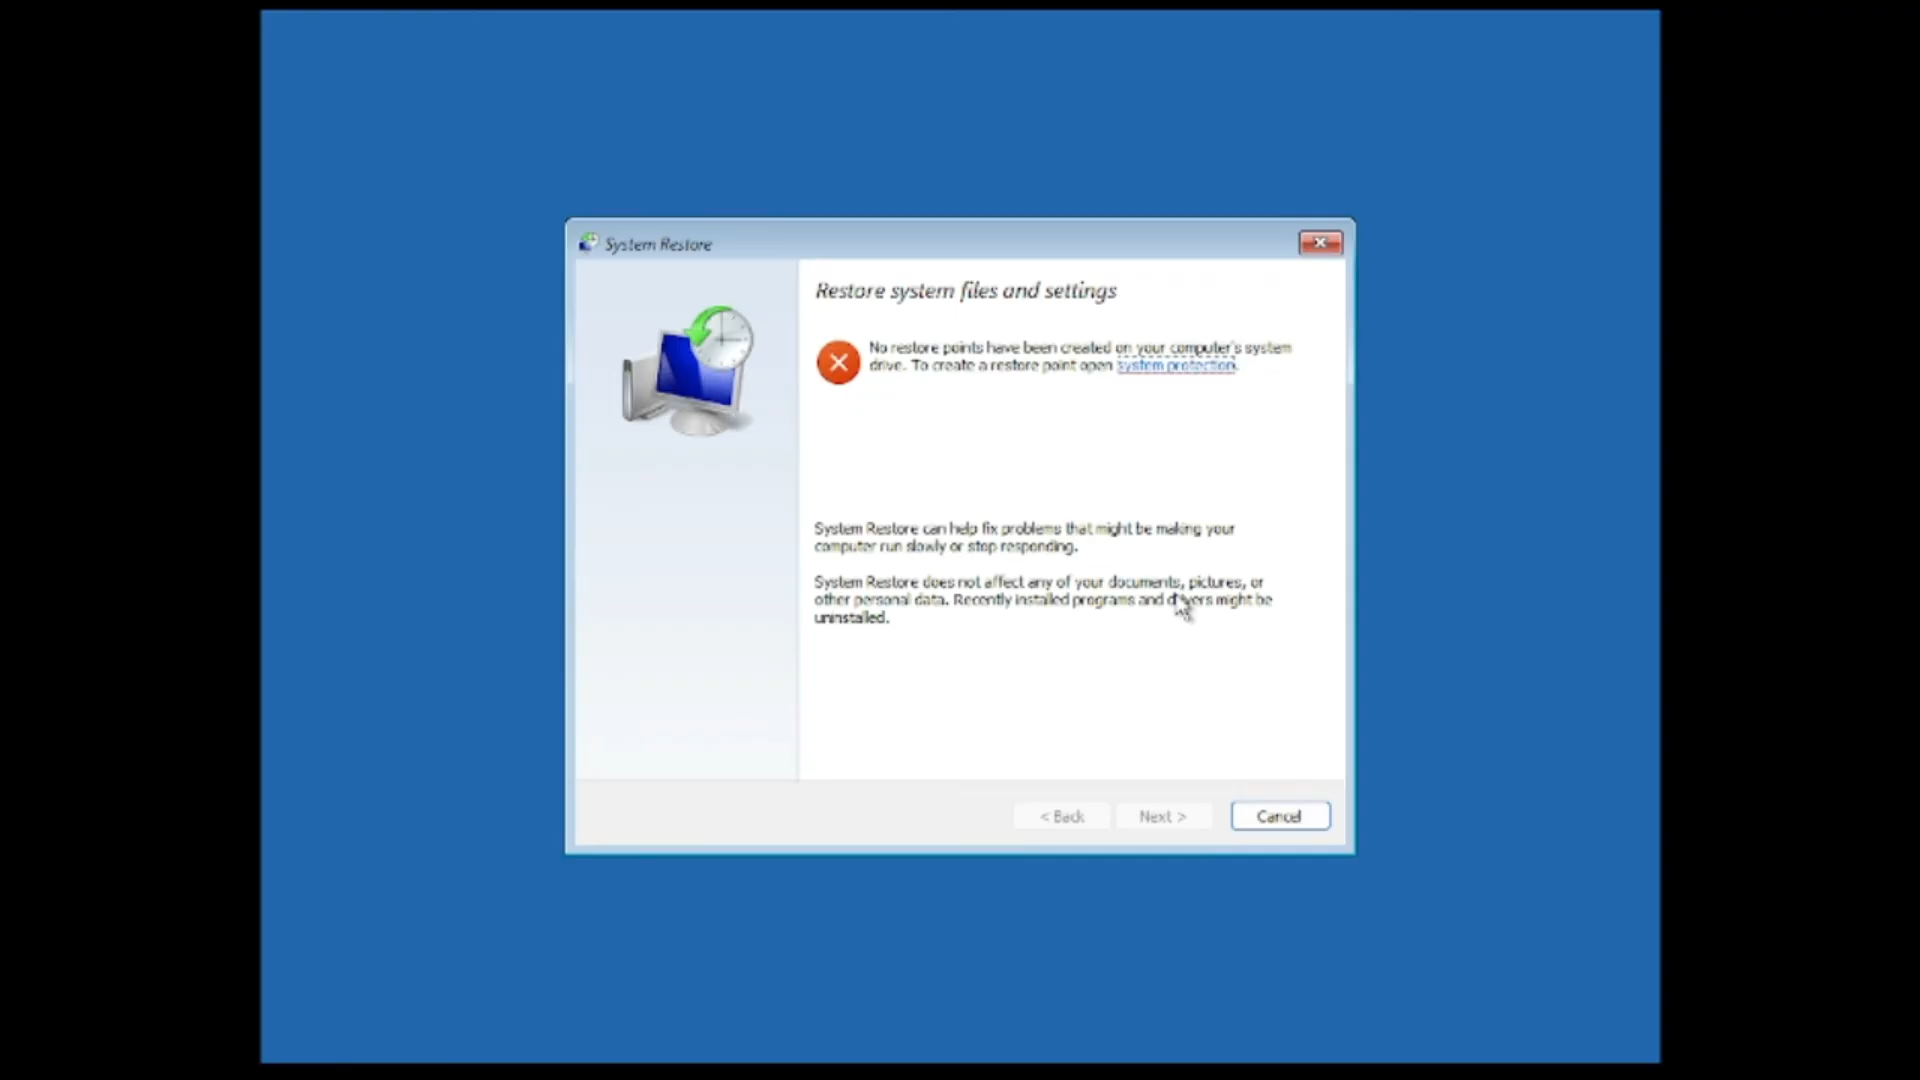 System Restore
Restore system files and settings
No restore points have been created on your computer's system
drive. To create a restore point open system protection.
System Restore can help fix problems that might be making your
computer run slowly or stop responding.
System Restore does not affect any of your documents, pictures, or
other personal data. Recently installed programs and drivers might be
uninstalled.
< Back
Next >
Cancel